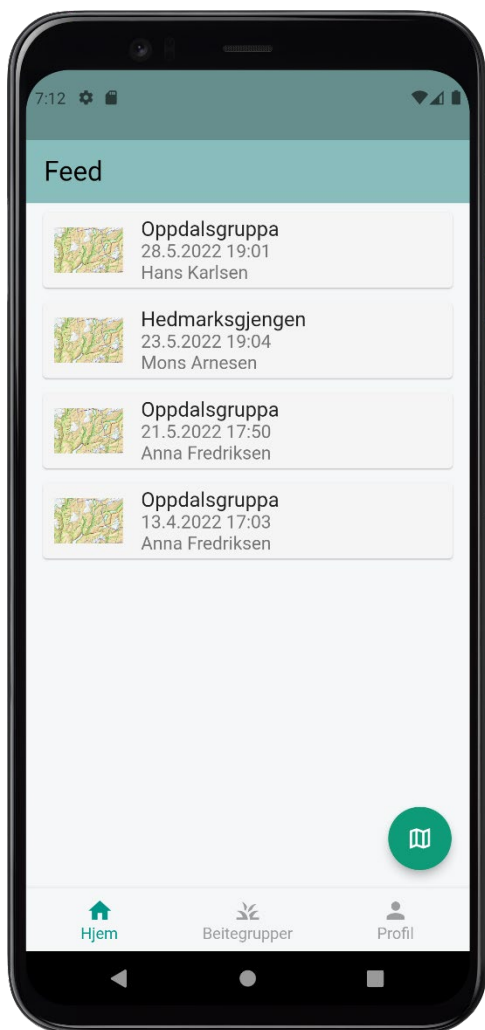 7:12
Feed
Oppdalsgruppa
28.5.2022 19:01
Hans Karlsen
Hedmarksgjengen
23.5.2022 19:04
Mons Arnesen
Oppdalsgruppa
21.5.2022 17:50
Anna Fredriksen
Oppdalsgruppa
13.4.2022 17:03
Anna Fredriksen
Hjem
Beitegrupper
Profil